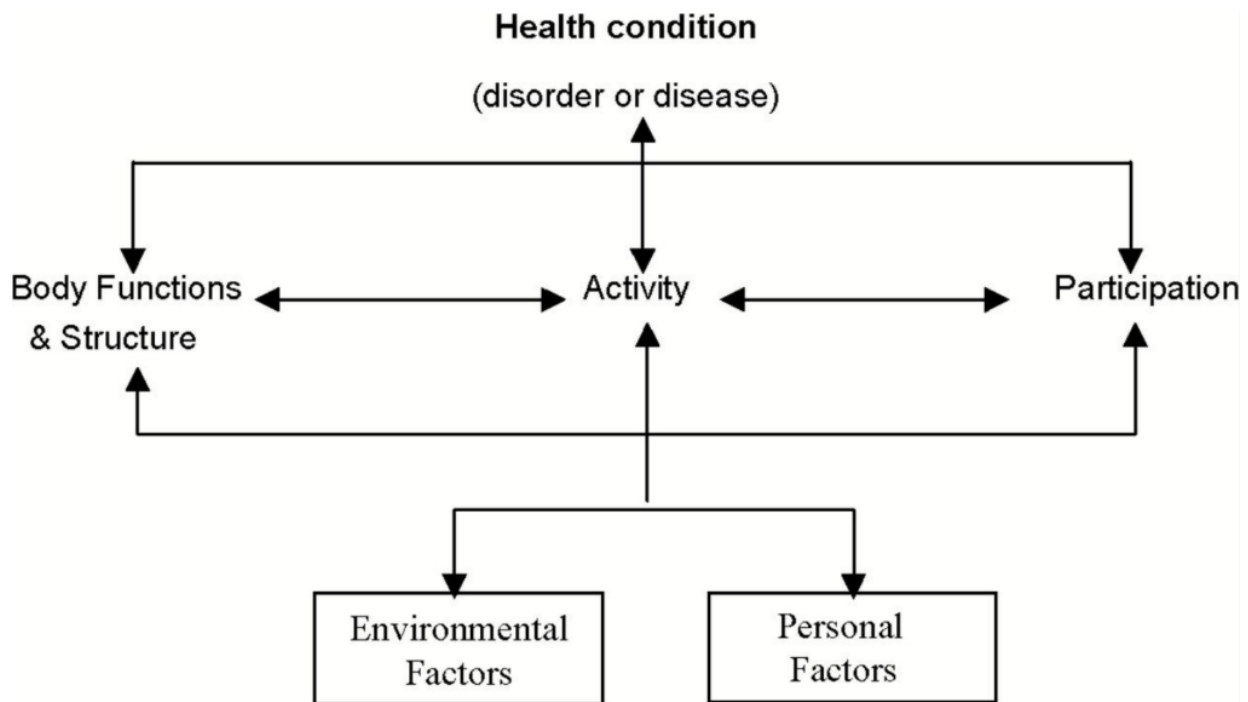 Health condition
(disorder or disease)
Body Functions
& Structure
Activity
Participation
Environmental
Factors
Personal
Factors